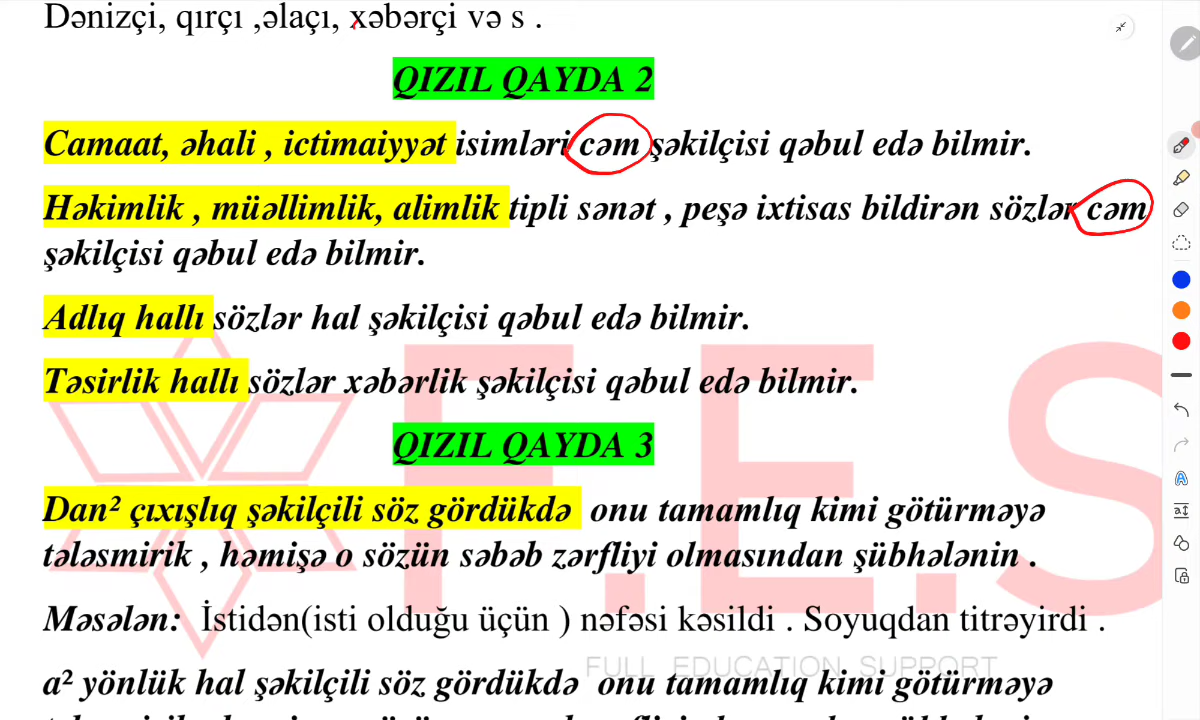 Dənizçi, qırçı ,əlaçı, xəbərçi və s .
QIZIL QAYDA 2
Camaat, əhali , ictimaiyyət isimləri cəm şəkilçisi qəbul edə bilmir.
Həkimlik , müəllimlik, alimlik tipli sənət , peşə ixtisas bildirən sözlər cəm
şəkilçisi qəbul edə bilmir.
Adlıq hallı sözlər hal şəkilçisi qəbul edə bilmir.
Təsirlik hallı sözlər xəbərlik şəkilçisi qəbul edə bilmir.
QIZIL QAYDA 3
Dan² çıxışlıq şəkilçili söz gördükdə onu tamamlıq kimi götürməyə
tələsmirik , həmişə o sözün səbəb zərfliyi olmasından şübhələnin .
Məsələn: İstidən(isti olduğu üçün ) nəfəsi kəsildi . Soyuqdan titrəyirdi .
F.E.S
FULL EDUCATION SUPPORT
a² yönlük hal şəkilçili söz gördükdə onu tamamlıq kimi götürməyə